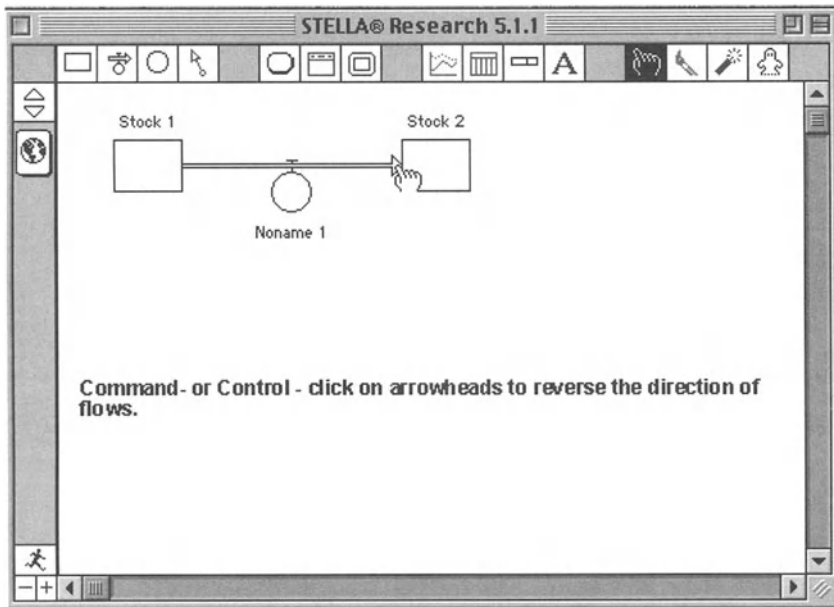 STELLA® Research 5.1.1
A
Stock 1
Stock 2
Noname 1
Command- or Control - click on arrowheads to reverse the direction of
flows.